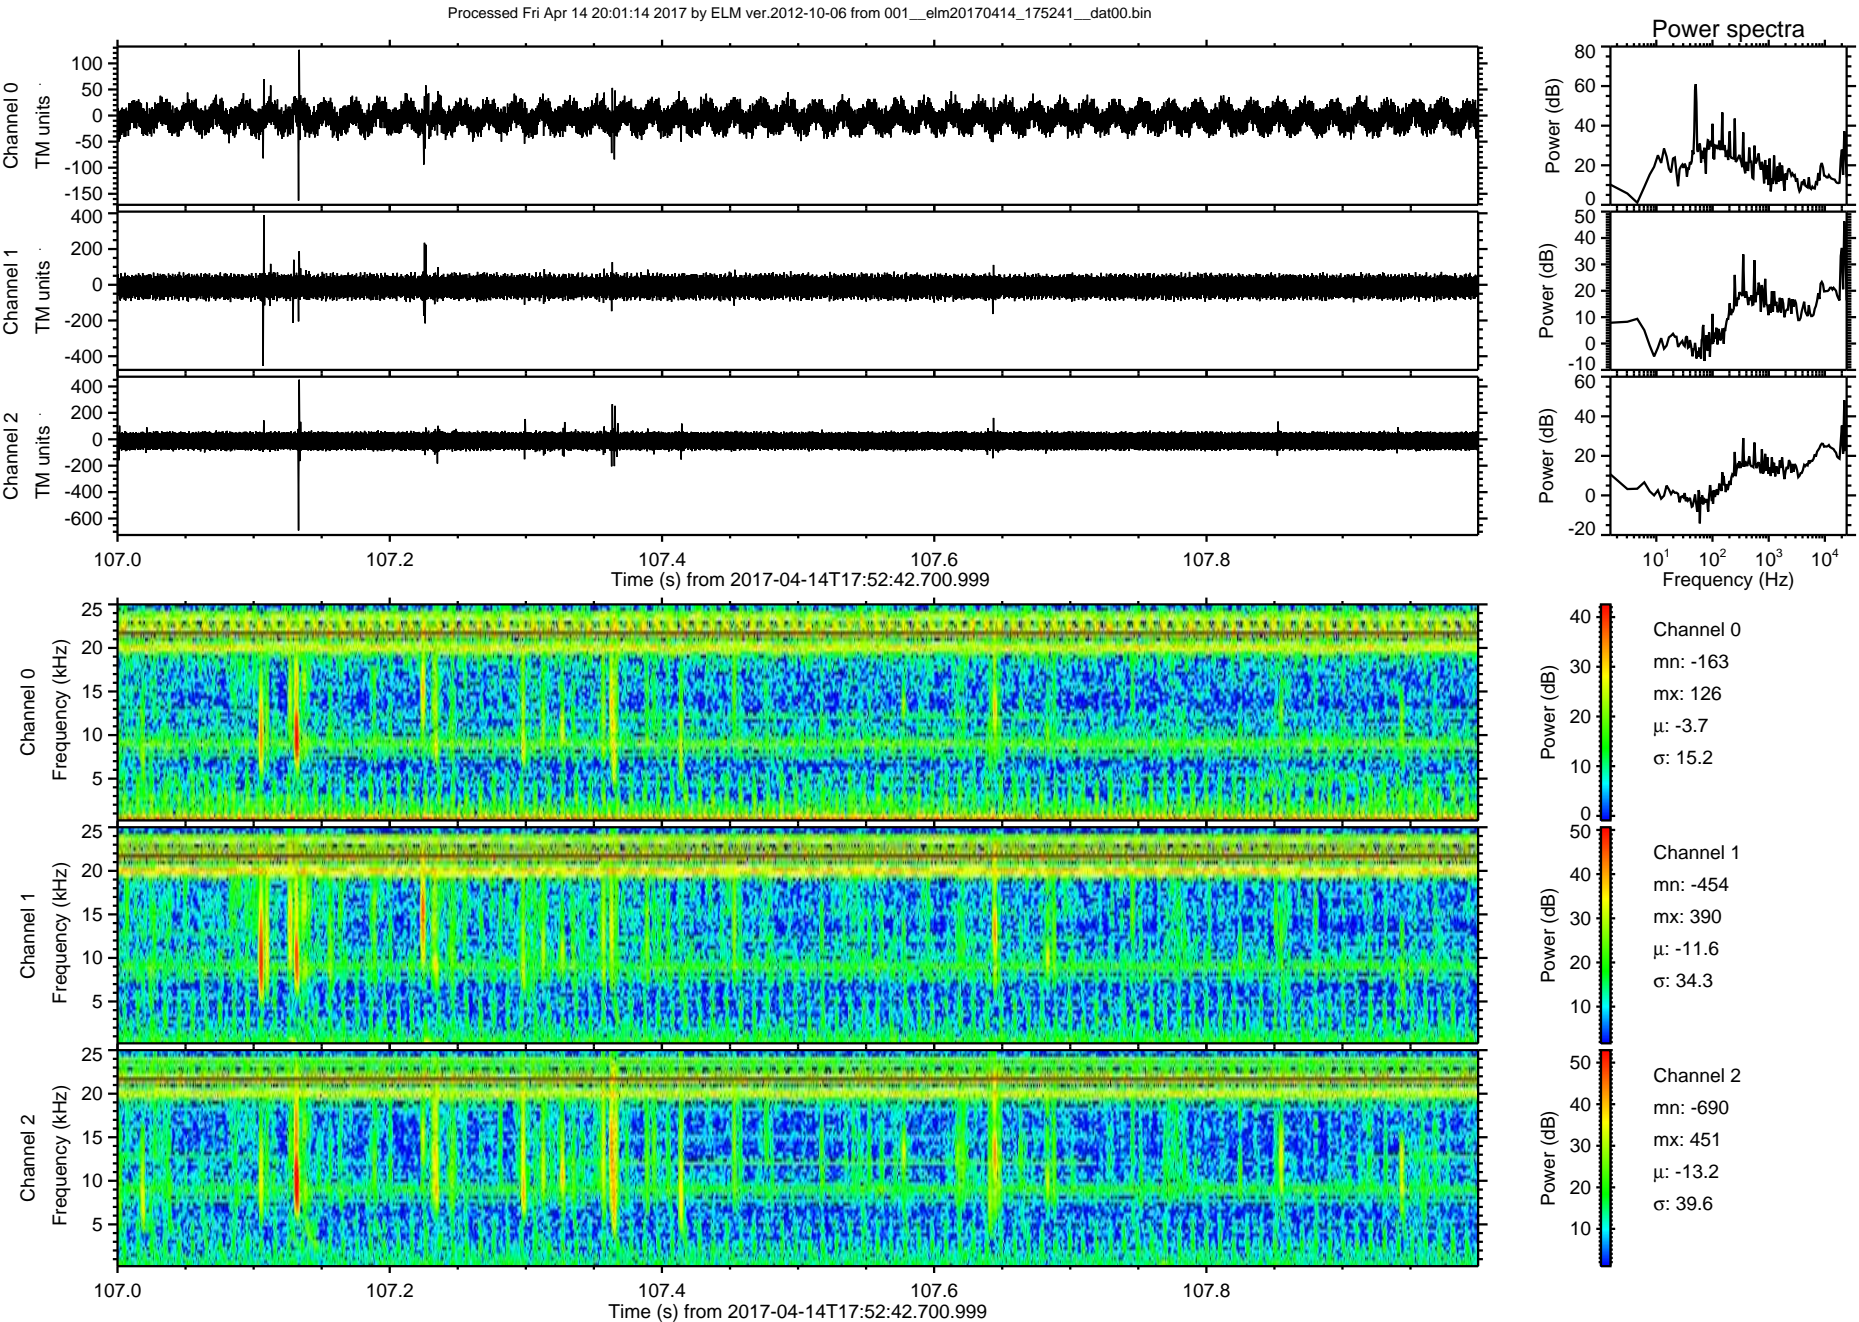 Processed Fri Apr 14 20:01:14 2017 by ELM ver.2012-10-06 from 001__elm20170414_175241__dat00.bin
Power spectra
Channel 0
TM units
100
50
0
-50
-100
-150
Power (dB)
80
60
40
20
0
Channel 1
TM units
400
200
0
-200
-400
Power (dB)
50
40
30
20
10
0
-10
Channel 2
TM units
400
200
0
-200
-400
-600
Power (dB)
60
40
20
0
-20
107.0 107.2 107.4 107.6 107.8
Time (s) from 2017-04-14T17:52:42.700.999
10^1 10^2 10^3 10^4
Frequency (Hz)
Channel 0
Frequency (kHz)
25
20
15
10
5
Power (dB)
40
30
20
10
0
Channel 0
mn: -163
mx: 126
μ: -3.7
σ: 15.2
Channel 1
Frequency (kHz)
25
20
15
10
5
Power (dB)
50
40
30
20
10
Channel 1
mn: -454
mx: 390
μ: -11.6
σ: 34.3
Channel 2
Frequency (kHz)
25
20
15
10
5
Power (dB)
50
40
30
20
10
Channel 2
mn: -690
mx: 451
μ: -13.2
σ: 39.6
107.0 107.2 107.4 107.6 107.8
Time (s) from 2017-04-14T17:52:42.700.999